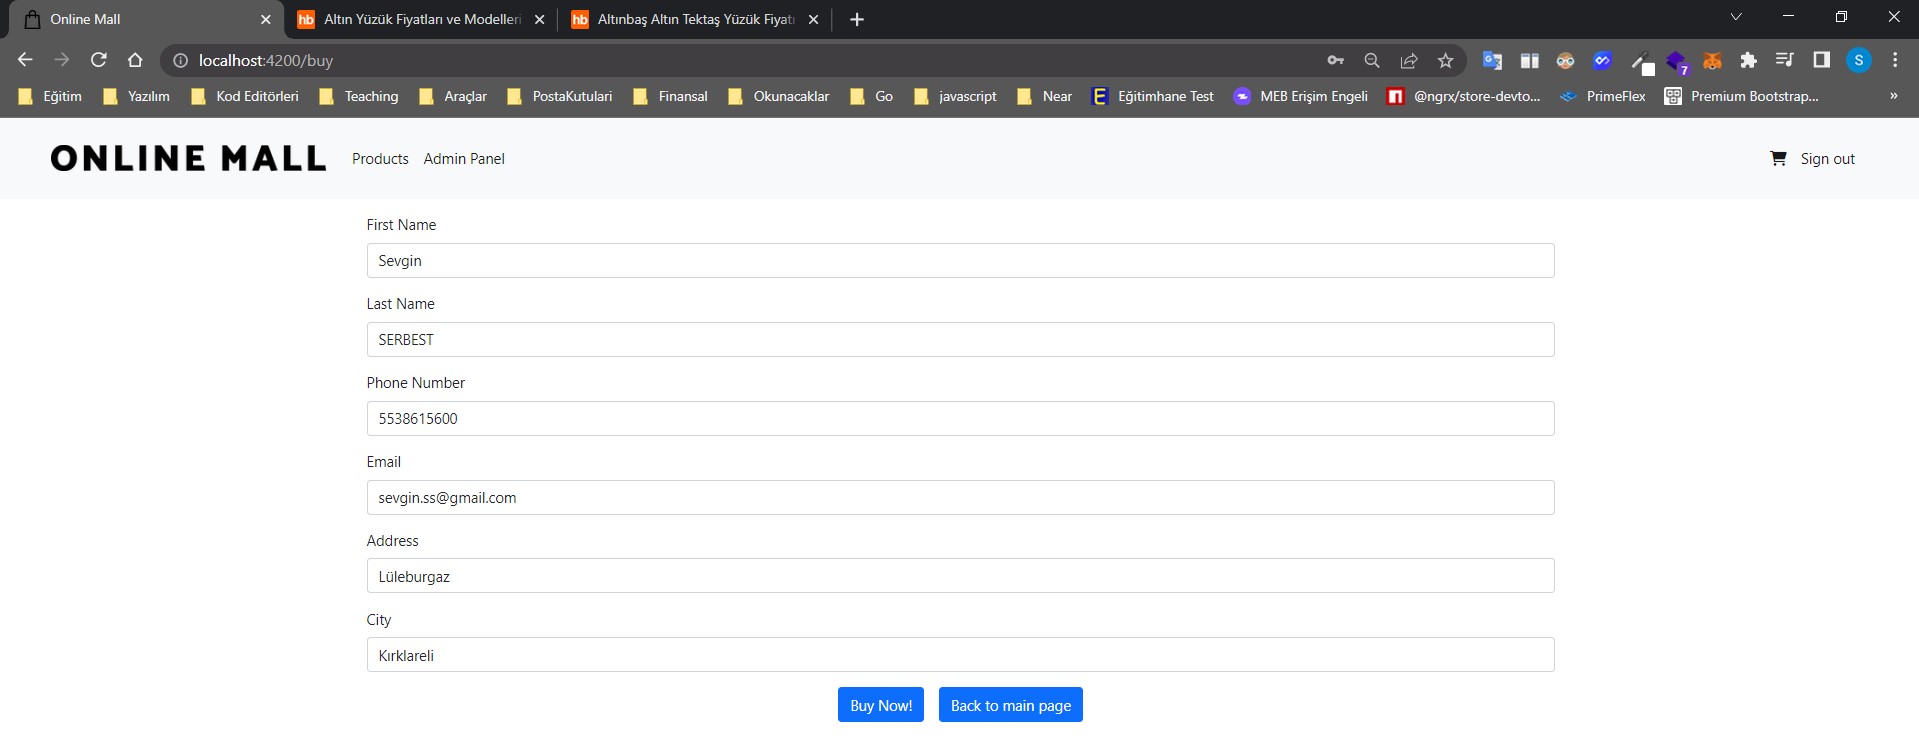 Online Mall
hb Altın Yüzük Fiyatları ve Modelleri
hb Altınbaş Altın Tektaş Yüzük Fiyatı
localhost:4200/buy
7
S
Eğitim Yazılım Kod Editörleri Teaching Araçlar PostaKutulari Finansal Okunacaklar Go javascript Near E Eğitimhane Test MEB Erişim Engeli @ngrx/store-devto... PrimeFlex Premium Bootstrap... »
ONLINE MALL Products Admin Panel Sign out
First Name
Sevgin
Last Name
SERBEST
Phone Number
5538615600
Email
sevgin.ss@gmail.com
Address
Lüleburgaz
City
Kırklareli
Buy Now! Back to main page